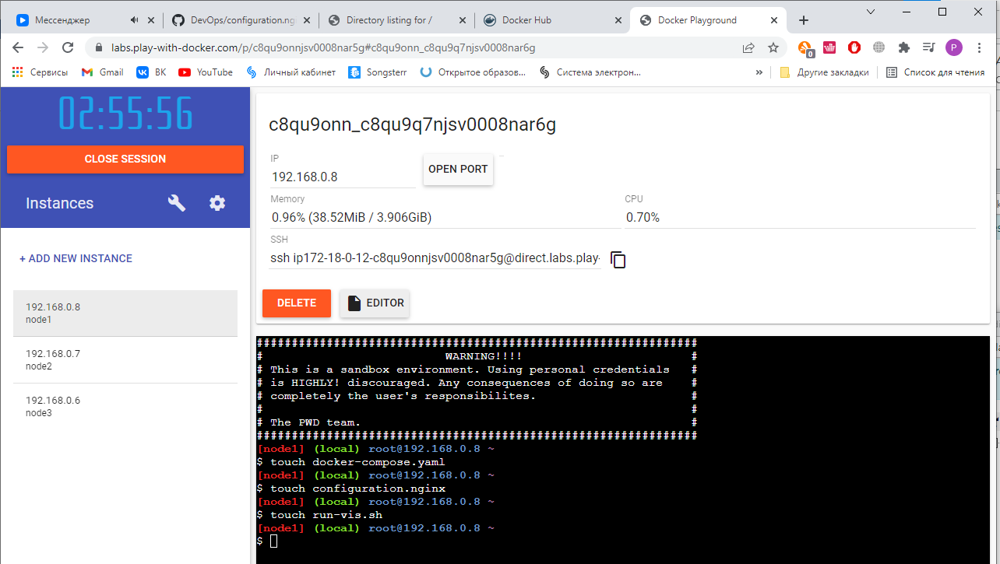 Мессенджер
DevOps/configuration.ng
Directory listing for /
Docker Hub
Docker Playground
labs.play-with-docker.com/p/c8qu9onnjsv0008nar5g#c8qu9onn_c8qu9q7njsv0008nar6g
0
P
Сервисы
Gmail
ВК
YouTube
Личный кабинет
Songsterr
Открытое образов...
Система электрон...
»
Другие закладки
Список для чтения
02:55:56
CLOSE SESSION
Instances
+ ADD NEW INSTANCE
192.168.0.8
node1
192.168.0.7
node2
192.168.0.6
node3
c8qu9onn_c8qu9q7njsv0008nar6g
IP
192.168.0.8
OPEN PORT
Memory
0.96% (38.52MiB / 3.906GiB)
CPU
0.70%
SSH
ssh ip172-18-0-12-c8qu9onnjsv0008nar5g@direct.labs.play-
DELETE
EDITOR
###############################################################
# WARNING!!!! #
# This is a sandbox environment. Using personal credentials #
# is HIGHLY! discouraged. Any consequences of doing so are #
# completely the user's responsibilites. #
# #
# The PWD team. #
###############################################################
[node1] (local) root@192.168.0.8 ~
$ touch docker-compose.yaml
[node1] (local) root@192.168.0.8 ~
$ touch configuration.nginx
[node1] (local) root@192.168.0.8 ~
$ touch run-vis.sh
[node1] (local) root@192.168.0.8 ~
$